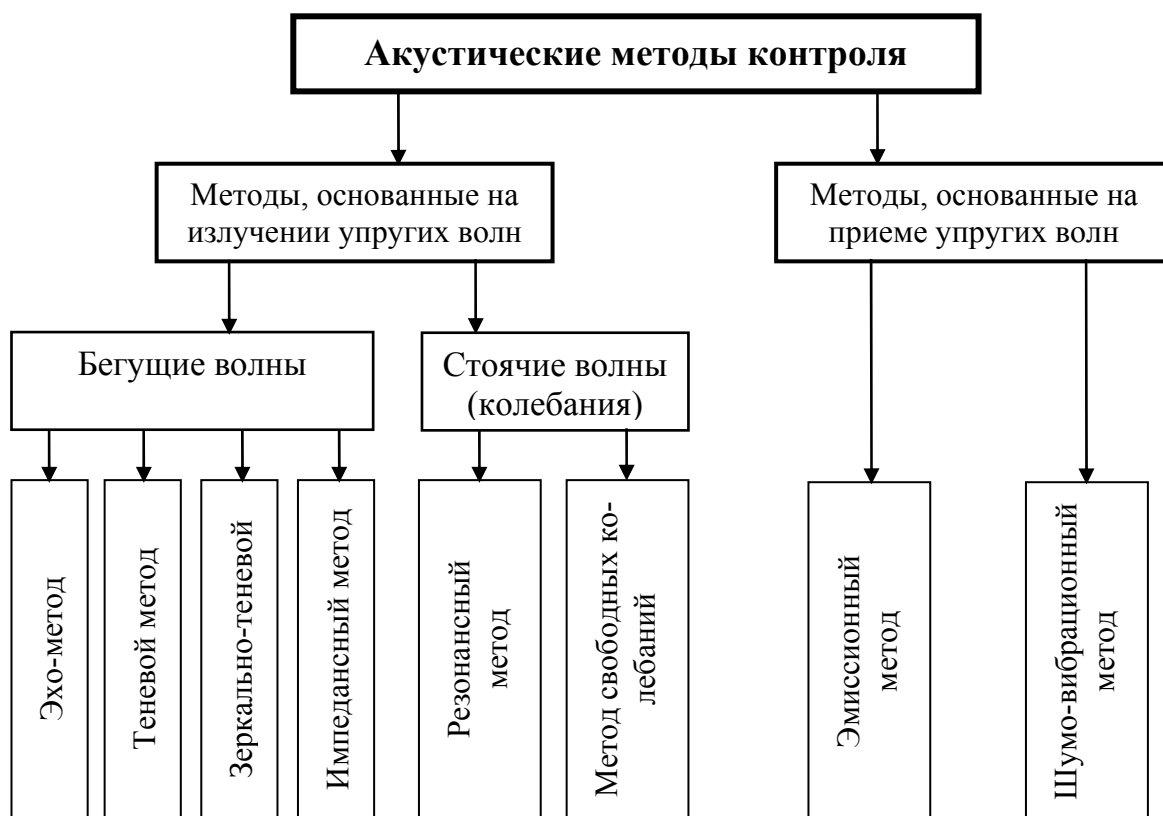 Акустические методы контроля
Методы, основанные на
излучении упругих волн
Методы, основанные на
приеме упругих волн
Бегущие волны
Стоячие волны
(колебания)
Эхо-метод
Теневой метод
Зеркально-теневой
Импедансный метод
Резонансный
метод
Метод свободных ко-
лебаний
Эмиссионный
метод
Шумо-вибрационный
метод